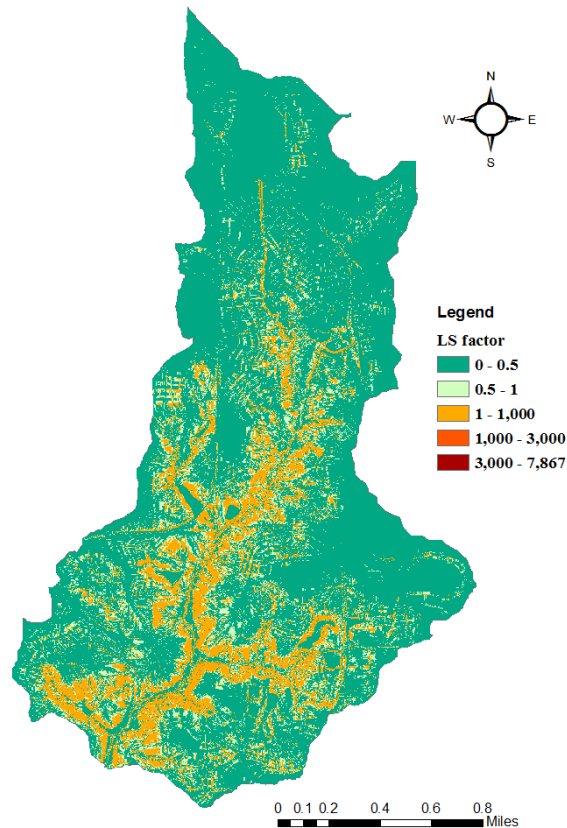 N
W E
S
Legend
LS factor
0 - 0.5
0.5 - 1
1 - 1,000
1,000 - 3,000
3,000 - 7,867
0 0.1 0.2 0.4 0.6 0.8
Miles